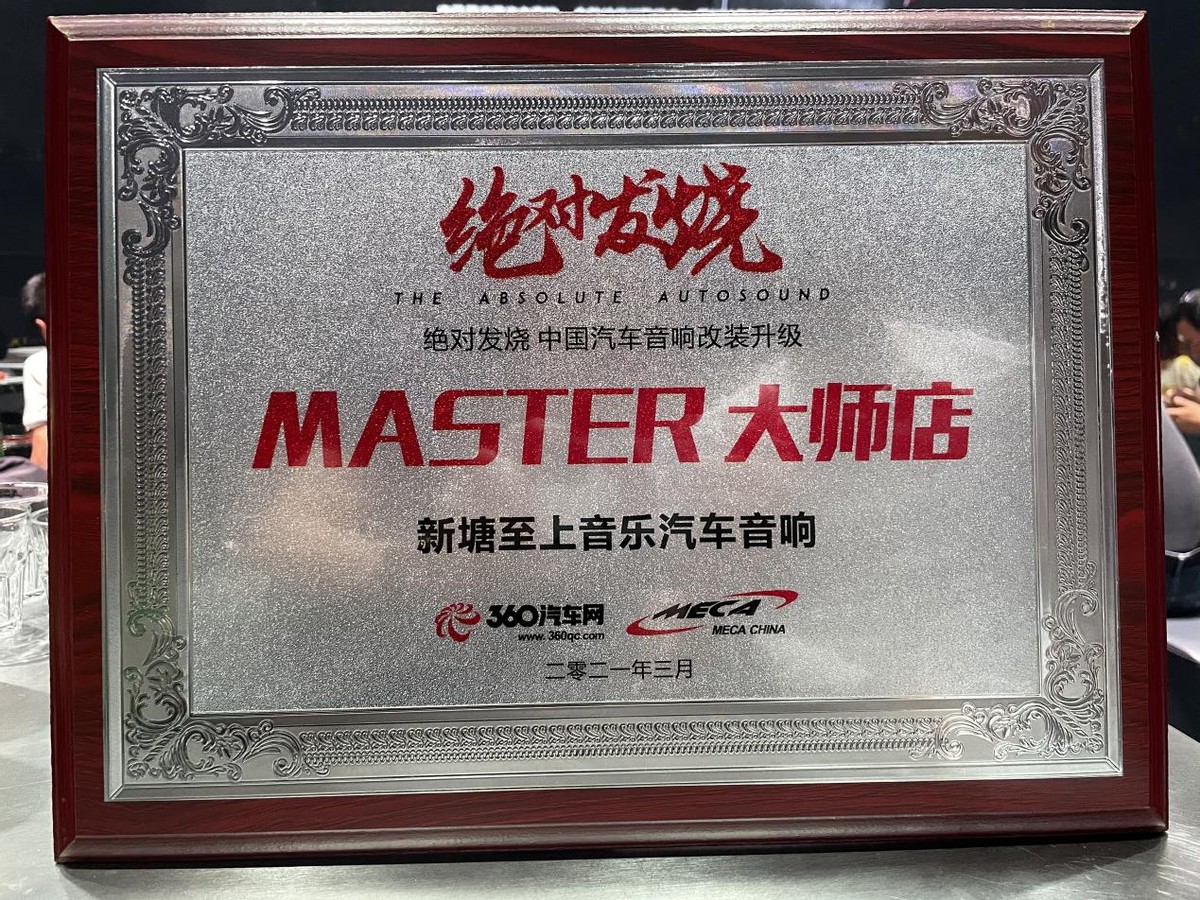 绝对发烧
THE ABSOLUTE AUTOSOUND
绝对发烧 中国汽车音响改装升级
MASTER 大师店
新塘至上音乐汽车音响
360汽车网
www.360qc.com
MECA
MECA CHINA
二零二一年三月